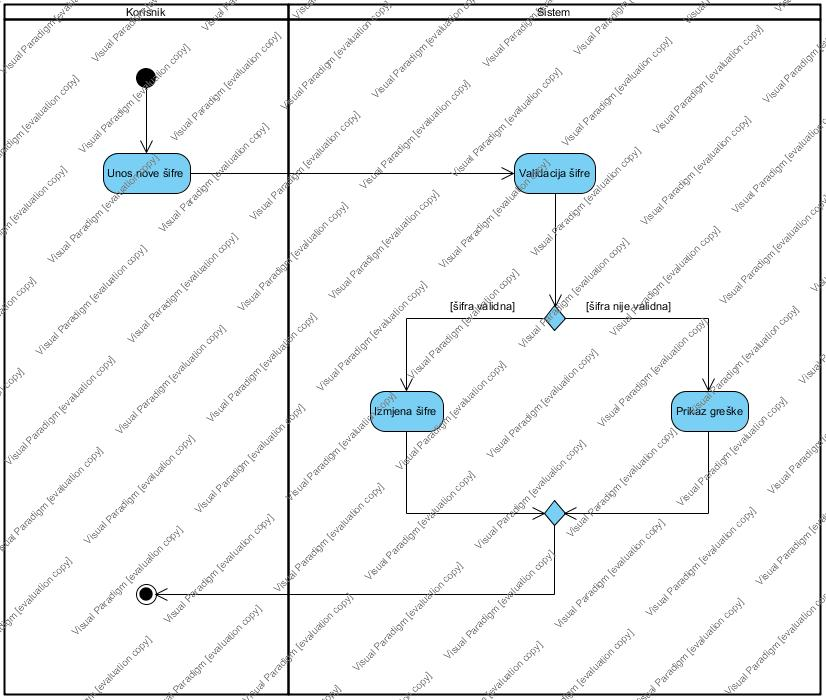 Korisnik
Sistem
Unos nove šifre
Validacija šifre
[šifra validna]
[šifra nije validna]
Izmjena šifre
Prikaz greške
Visual Paradigm [evaluation copy]